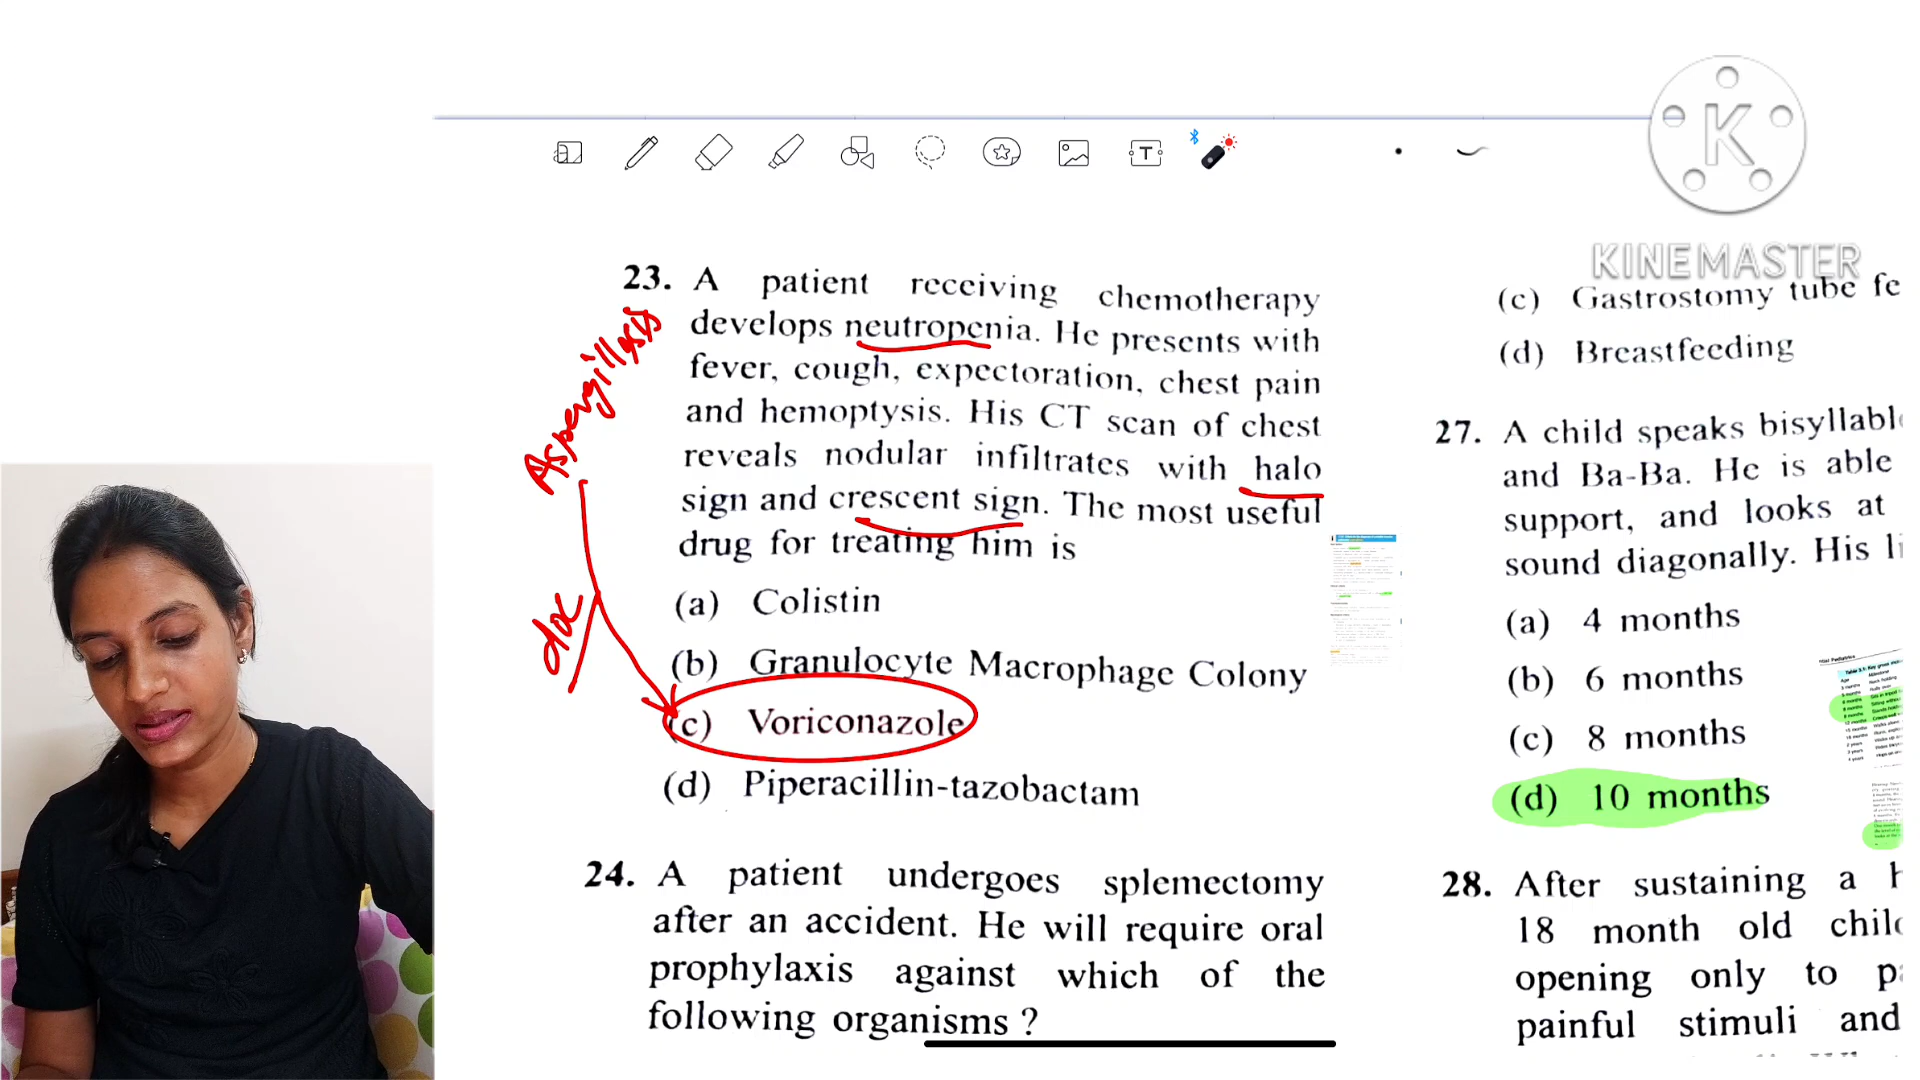 K
KINEMASTER
T
23. A patient receiving chemotherapy
develops neutropenia. He presents with
fever, cough, expectoration, chest pain
and hemoptysis. His CT scan of chest
reveals nodular infiltrates with halo
sign and crescent sign. The most useful
drug for treating him is
(a) Colistin
(b) Granulocyte Macrophage Colony
(c) Voriconazole
(d) Piperacillin-tazobactam
doc
24. A patient undergoes splemectomy
after an accident. He will require oral
prophylaxis against which of the
following organisms ?
(c) Gastrostomy tube fe
(d) Breastfeeding
27. A child speaks bisyllabl
and Ba-Ba. He is able
support, and looks at
sound diagonally. His li
(a) 4 months
(b) 6 months
(c) 8 months
(d) 10 months
28. After sustaining a h
18 month old chil
opening only to p
painful stimuli and